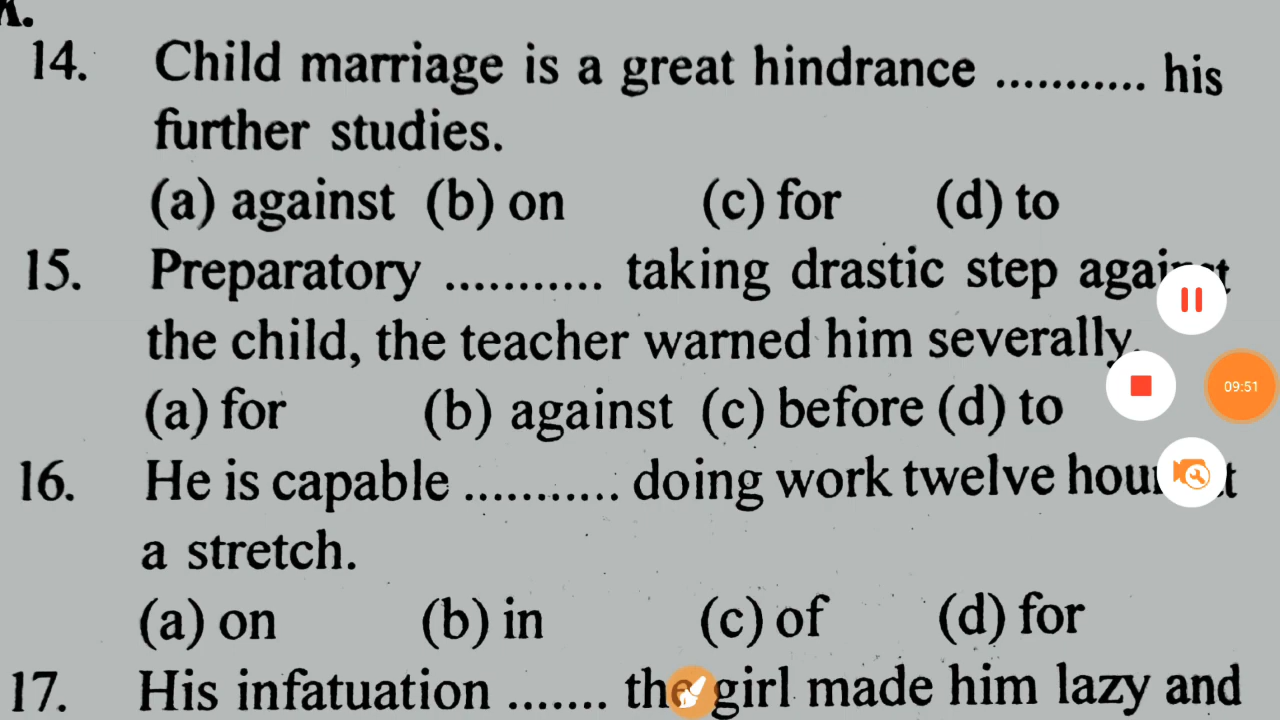 14. Child marriage is a great hindrance ........... his
further studies.
(a) against (b) on (c) for (d) to
15. Preparatory ........... taking drastic step against
the child, the teacher warned him severally.
(a) for (b) against (c) before (d) to
09:51
16. He is capable ........... doing work twelve
a stretch.
(a) on (b) in (c) of (d) for
17. His infatuation ....... the girl made him lazy and